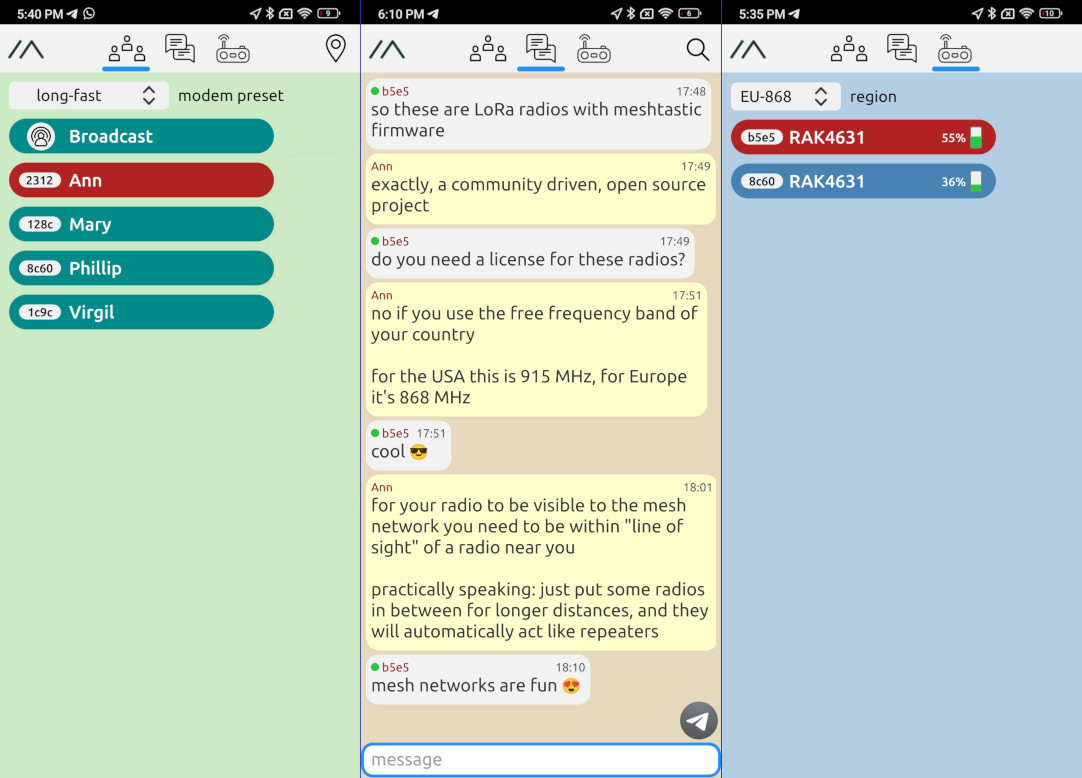 5:40 PM
9
long-fast
modem preset
Broadcast
2312 Ann
128c Mary
8c60 Phillip
1c9c Virgil
6:10 PM
6
b5e5 17:48
so these are LoRa radios with meshtastic
firmware
Ann 17:49
exactly, a community driven, open source
project
b5e5 17:49
do you need a license for these radios?
Ann 17:51
no if you use the free frequency band of
your country
for the USA this is 915 MHz, for Europe
it's 868 MHz
b5e5 17:51
cool 😎
Ann 18:01
for your radio to be visible to the mesh
network you need to be within "line of
sight" of a radio near you
practically speaking: just put some radios
in between for longer distances, and they
will automatically act like repeaters
b5e5 18:10
mesh networks are fun 😍
message
5:35 PM
10
EU-868
region
b5e5 RAK4631 55%
8c60 RAK4631 36%